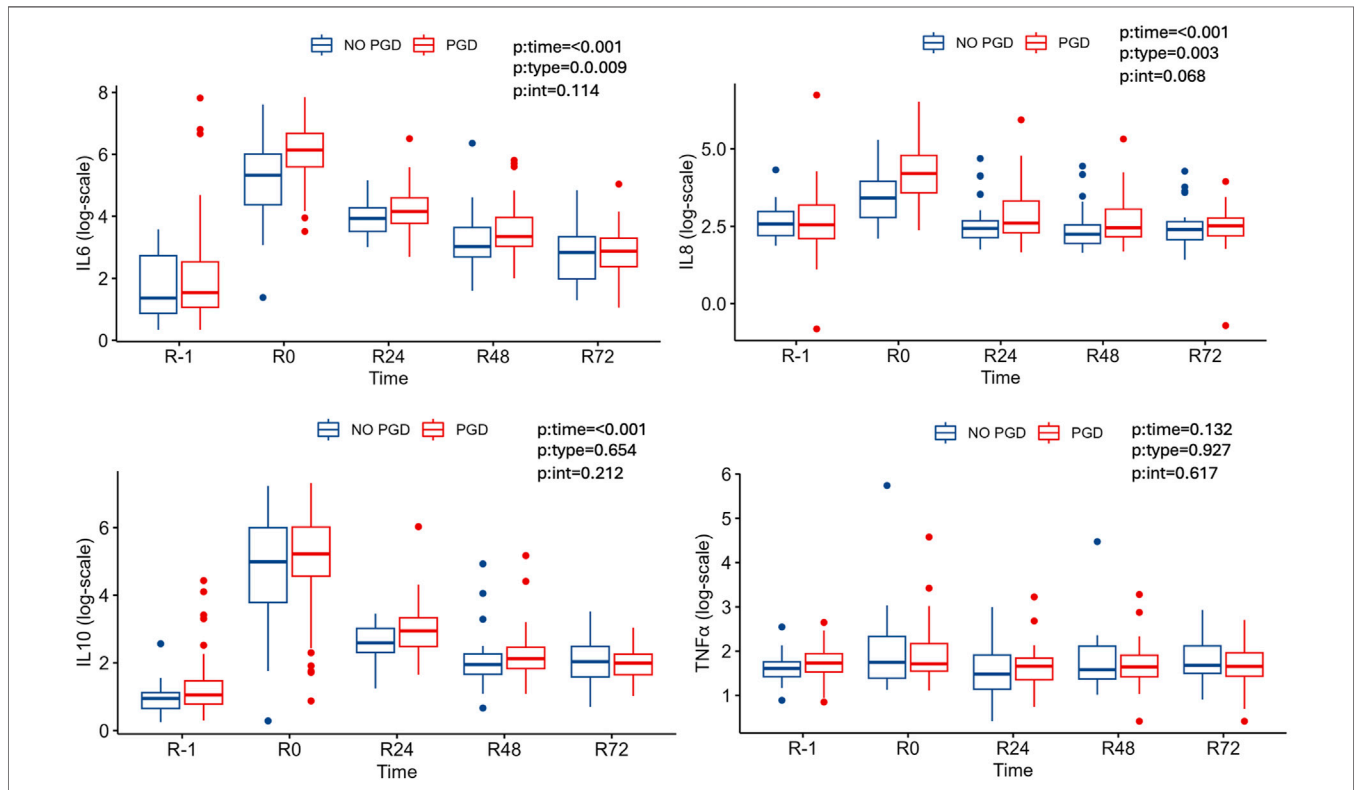 NO PGD PGD
p:time=<0.001
p:type=0.0.009
p:int=0.114
IL6 (log-scale)
8
6
4
2
0
R-1 R0 R24 R48 R72
Time
NO PGD PGD
p:time=<0.001
p:type=0.003
p:int=0.068
IL8 (log-scale)
5.0
2.5
0.0
R-1 R0 R24 R48 R72
Time
NO PGD PGD
p:time=<0.001
p:type=0.654
p:int=0.212
IL10 (log-scale)
6
4
2
0
R-1 R0 R24 R48 R72
Time
NO PGD PGD
p:time=0.132
p:type=0.927
p:int=0.617
TNFα (log-scale)
6
5
4
3
2
1
R-1 R0 R24 R48 R72
Time